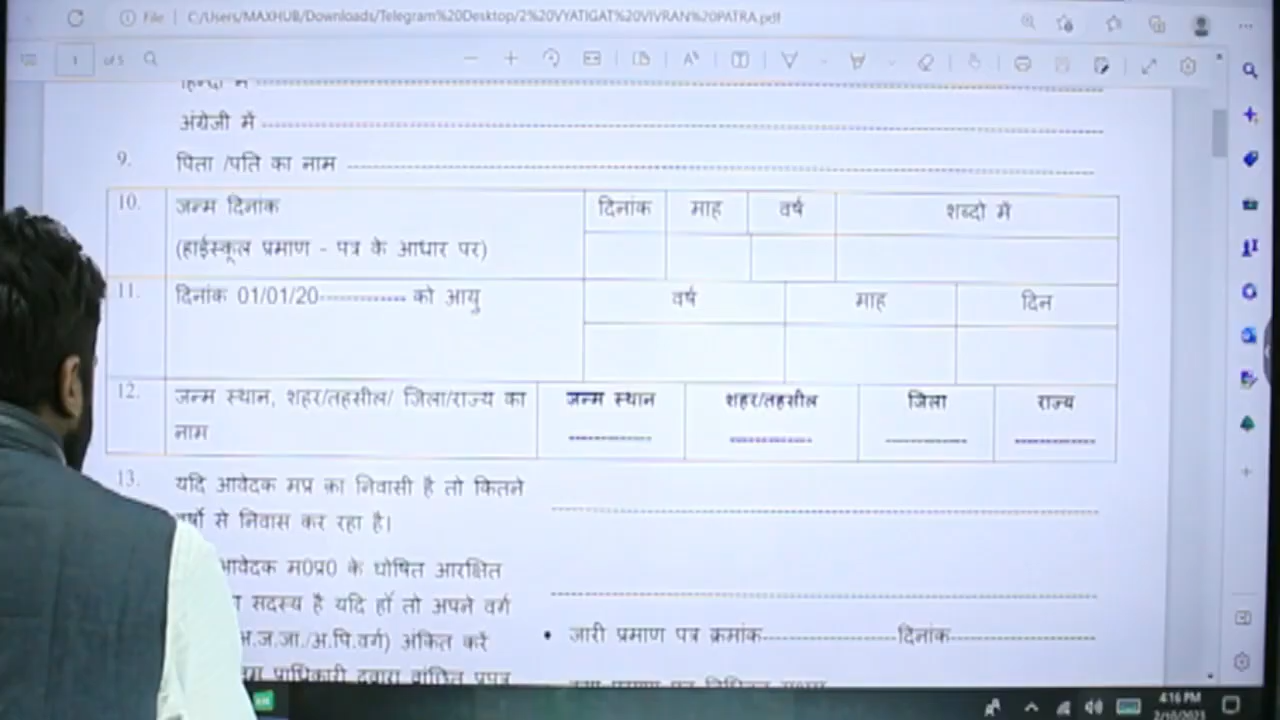 File C:/Users/MAXHUB/Downloads/Telegram%20Desktop/2%20VYATIGAT%20VIVRAN%20PATRA.pdf
1 of 5
हिन्दी में
अंग्रेजी में
9. पिता /पति का नाम
10. जन्म दिनांक दिनांक माह वर्ष शब्दो में
(हाईस्कूल प्रमाण - पत्र के आधार पर)
11. दिनांक 01/01/20------------ को आयु वर्ष माह दिन
12. जन्म स्थान, शहर/तहसील/ जिला/राज्य का जन्म स्थान शहर/तहसील जिला राज्य
नाम
13. यदि आवेदक मप्र का निवासी है तो कितने
वर्षो से निवास कर रहा है।
आवेदक म0प्र0 के घोषित आरक्षित
सदस्य है यदि हॉं तो अपने वर्ग
अ.ज.जा./अ.पि.वर्ग) अंकित करें
• जारी प्रमाण पत्र क्रमांक------------------दिनांक------------------
प्राधिकारी द्वारा वांछित प्रपत्र
4:16 PM